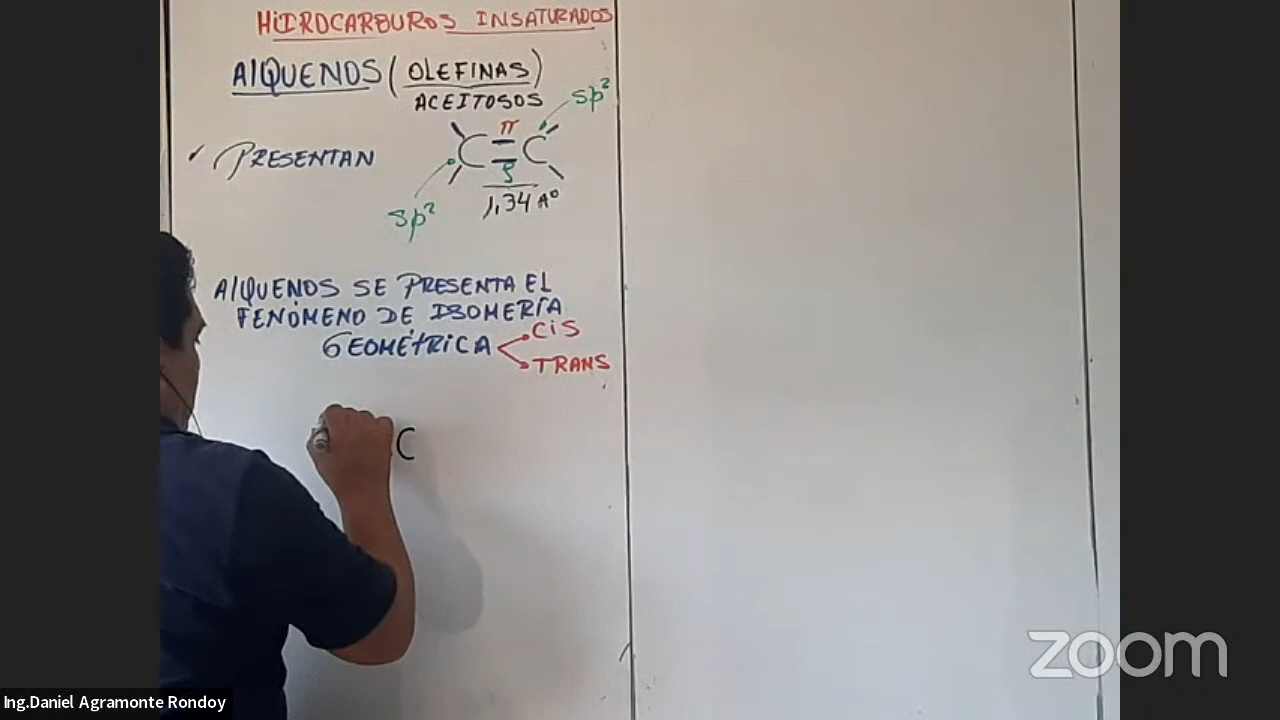 HIDROCARBUROS INSATURADOS
AlQUENOS (OLEFINAS)
ACEITOSOS
sp²
π
✓ PRESENTAN C = C
sp²
1,34 A°
AlQUENOS SE PRESENTA EL
FENÓMENO DE ISOMERÍA
GEOMÉTRICA
CiS
TRANS
C
zoom
Ing.Daniel Agramonte Rondoy